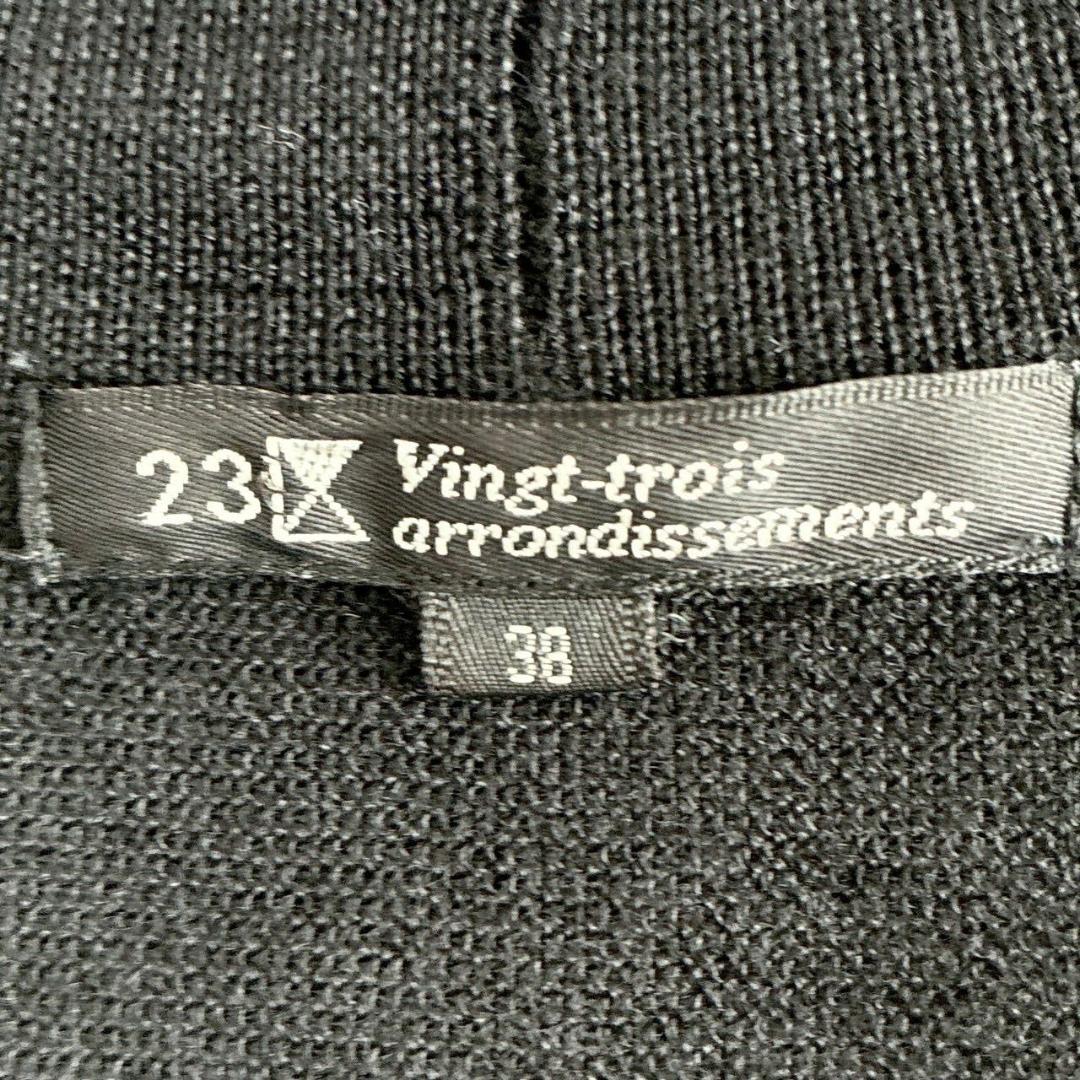 23 Vingt-trois
arrondissements
38